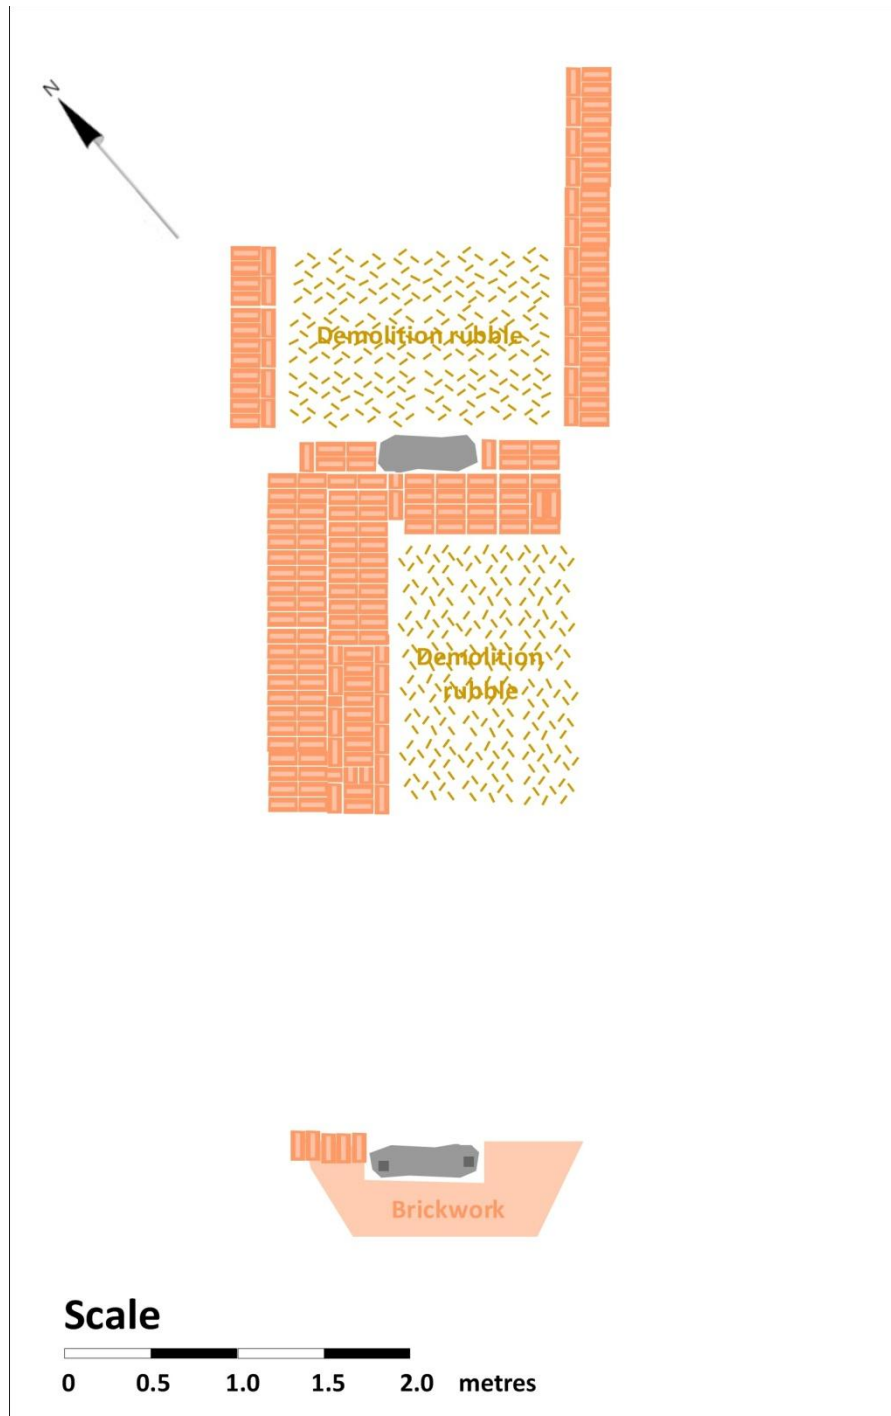 N
Demolition rubble
Demolition
rubble
Brickwork
Scale
0 0.5 1.0 1.5 2.0 metres